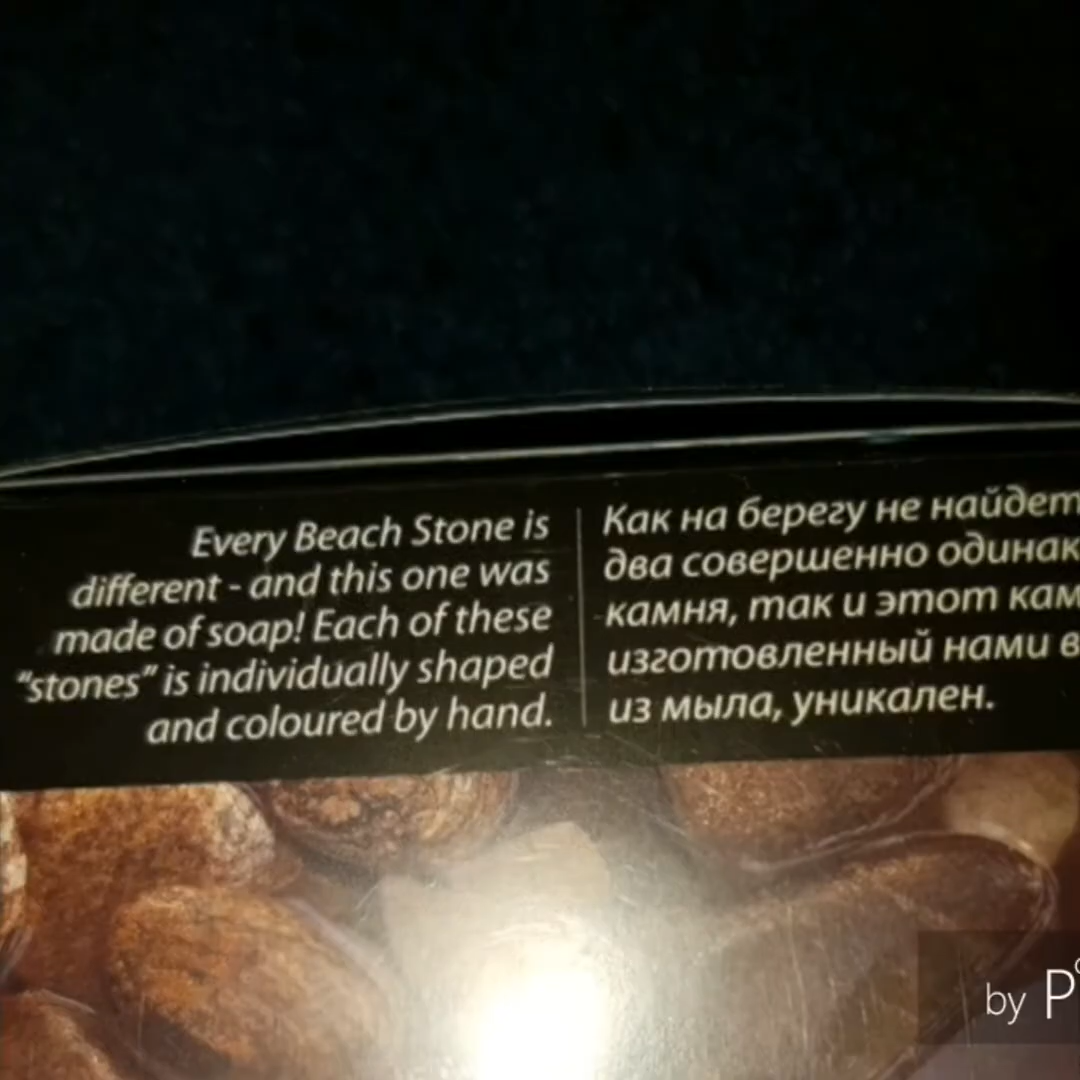 Every Beach Stone is
different - and this one was
made of soap! Each of these
"stones" is individually shaped
and coloured by hand.
Как на берегу не найдет
два совершенно одинак
камня, так и этот кам
изготовленный нами в
из мыла, уникален.
by